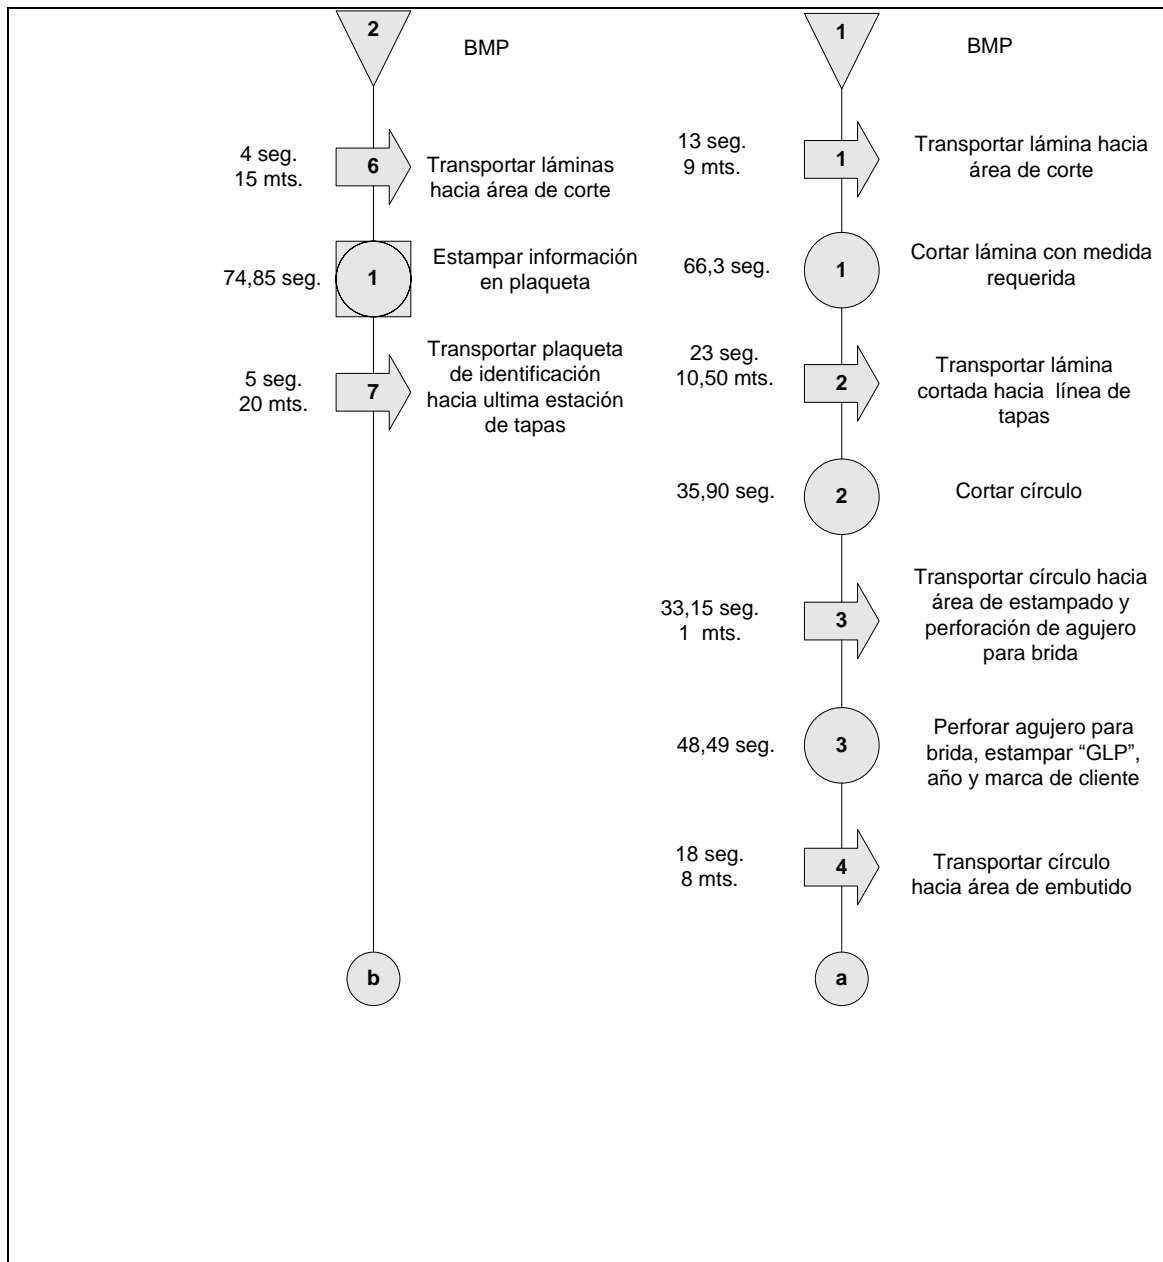 2
BMP
4 seg.
15 mts.
6
Transportar láminas
hacia área de corte
74,85 seg.
1
Estampar información
en plaqueta
5 seg.
20 mts.
7
Transportar plaqueta
de identificación
hacia ultima estación
de tapas
b
1
BMP
13 seg.
9 mts.
1
Transportar lámina hacia
área de corte
66,3 seg.
1
Cortar lámina con medida
requerida
23 seg.
10,50 mts.
2
Transportar lámina
cortada hacia línea de
tapas
35,90 seg.
2
Cortar círculo
33,15 seg.
1 mts.
3
Transportar círculo hacia
área de estampado y
perforación de agujero
para brida
48,49 seg.
3
Perforar agujero para
brida, estampar “GLP”,
año y marca de cliente
18 seg.
8 mts.
4
Transportar círculo
hacia área de embutido
a